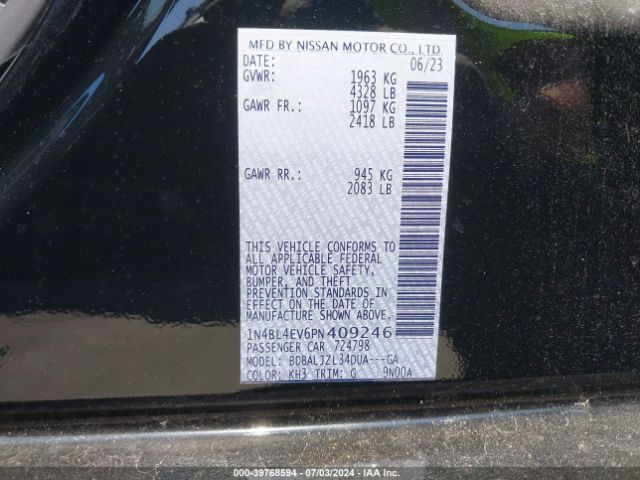 MFD BY NISSAN MOTOR CO., LTD.
DATE: 06/23
GVWR: 1963 KG
4328 LB
GAWR FR.: 1097 KG
2418 LB
GAWR RR.: 945 KG
2083 LB
THIS VEHICLE CONFORMS TO
ALL APPLICABLE FEDERAL
MOTOR VEHICLE SAFETY,
BUMPER, AND THEFT
PREVENTION STANDARDS IN
EFFECT ON THE DATE OF
MANUFACTURE SHOWN ABOVE.
1N4BL4EV6PN409246
PASSENGER CAR 724798
MODEL: BDBALJZL34DUA---GA
COLOR: KH3 TRIM: G 9N00A
000-39768594 - 07/03/2024 - IAA